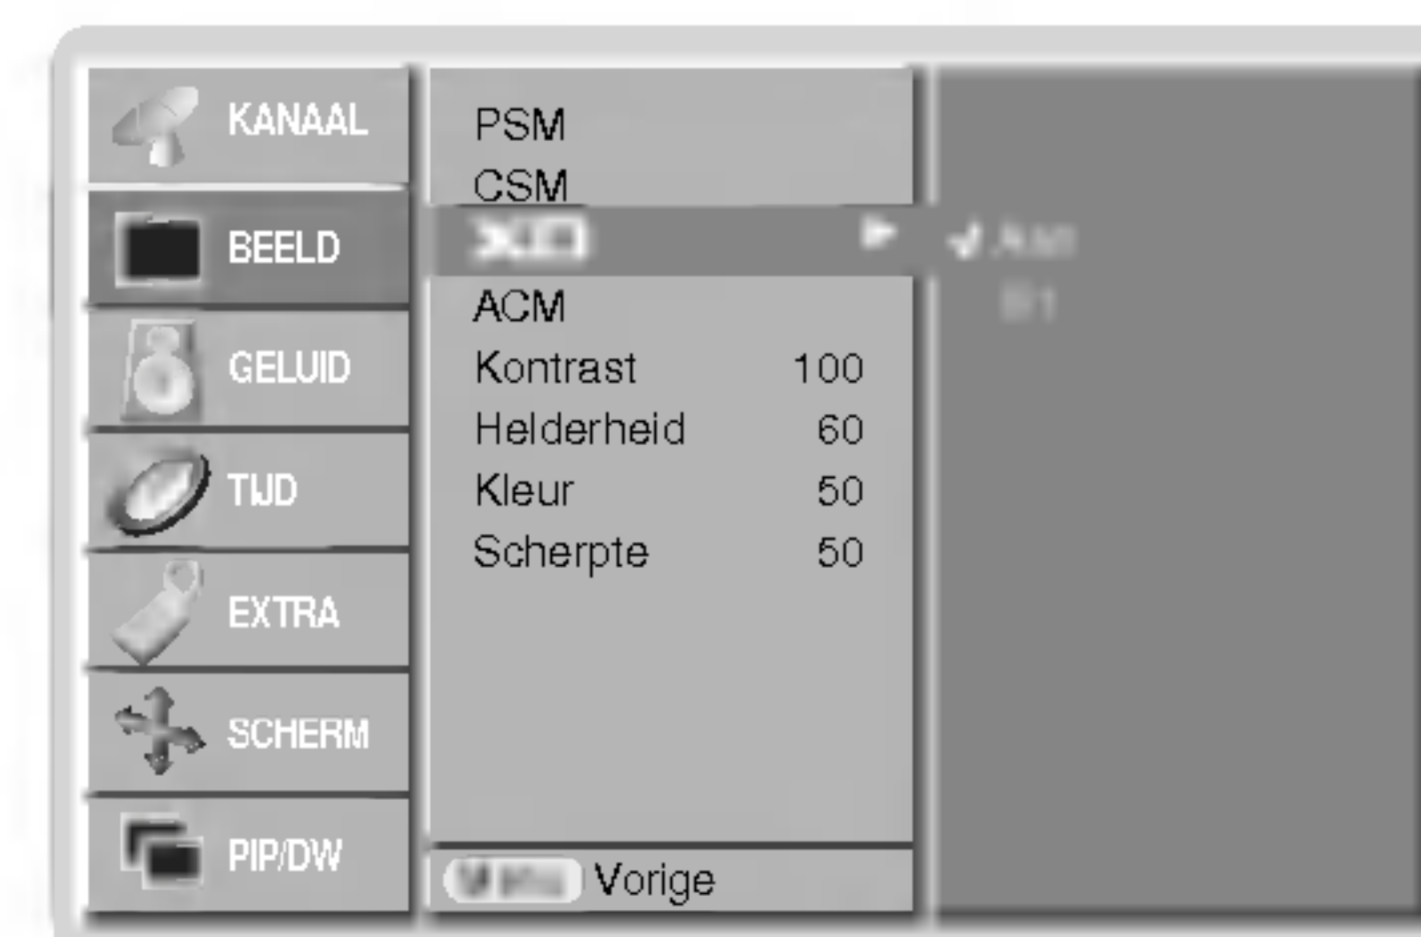 KANAAL
BEELD
GELUID
TIJD
EXTRA
SCHERM
PIP/DW
PSM
CSM
ACM
Kontrast 100
Helderheid 60
Kleur 50
Scherpte 50
Vorige